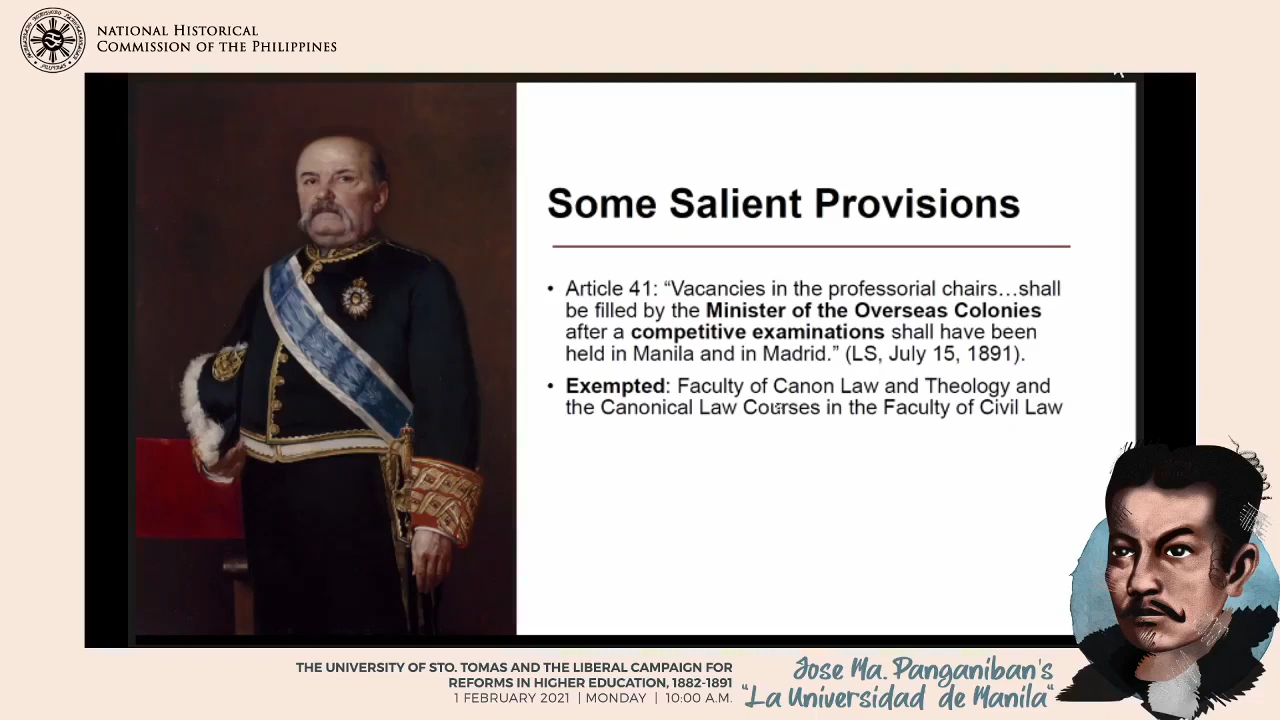 NATIONAL HISTORICAL
COMMISSION OF THE PHILIPPINES
Some Salient Provisions
• Article 41: “Vacancies in the professorial chairs…shall
be filled by the Minister of the Overseas Colonies
after a competitive examinations shall have been
held in Manila and in Madrid.” (LS, July 15, 1891).
• Exempted: Faculty of Canon Law and Theology and
the Canonical Law Courses in the Faculty of Civil Law
THE UNIVERSITY OF STO. TOMAS AND THE LIBERAL CAMPAIGN FOR
REFORMS IN HIGHER EDUCATION, 1882-1891
1 FEBRUARY 2021 | MONDAY | 10:00 A.M.
Jose Ma. Panganiban's
"La Universidad de Manila"